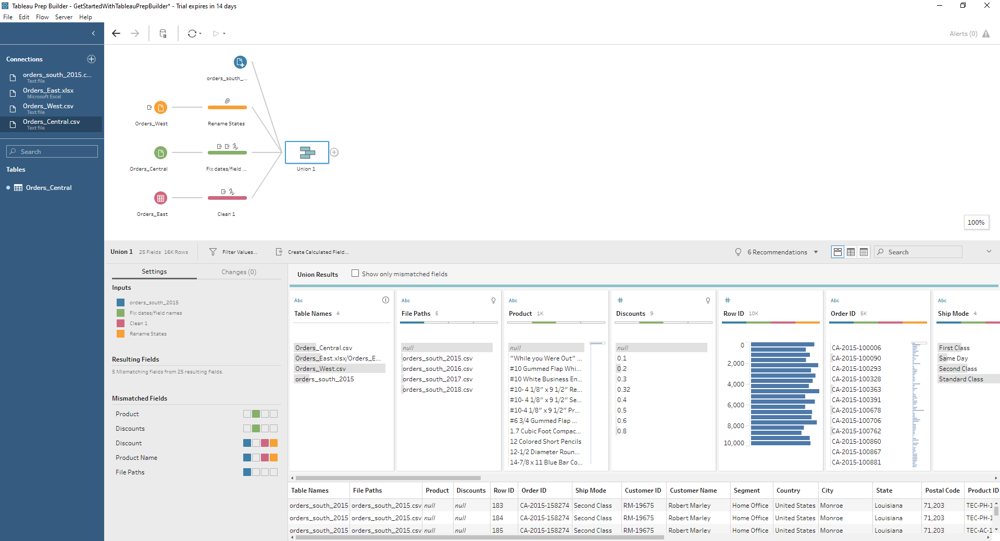 Tableau Prep Builder - GetStartedWithTableauPrepBuilder* - Trial expires in 14 days
File Edit Flow Server Help
Alerts (0)
Connections
orders_south_2015.c...
Text file
Orders_East.xlsx
Microsoft Excel
Orders_West.csv
Text file
Orders_Central.csv
Text file
Search
Tables
Orders_Central
orders_south_...
Orders_West
Rename States
Orders_Central
Fix dates/field ...
Union 1
Orders_East
Clean 1
100%
Union 1 25 Fields 16K Rows
Filter Values...
Create Calculated Field...
6 Recommendations
Search
Settings
Changes (0)
Inputs
orders_south_2015
Fix dates/field names
Clean 1
Rename States
Resulting Fields
5 Mismatching fields from 25 resulting fields.
Mismatched Fields
Product
Discounts
Discount
Product Name
File Paths
Union Results
Show only mismatched fields
Abc
Table Names 4
Orders_Central.csv
Orders_East.xlsx/Orders_E...
Orders_West.csv
orders_south_2015
Abc
File Paths 5
null
orders_south_2015.csv
orders_south_2016.csv
orders_south_2017.csv
orders_south_2018.csv
Abc
Product 1K
null
"While you Were Out" ...
#10 Gummed Flap Whi...
#10 White Business En...
#10- 4 1/8" x 9 1/2" Re...
#10- 4 1/8" x 9 1/2" Se...
#10-4 1/8" x 9 1/2" Pr...
#6 3/4 Gummed Flap ...
1.7 Cubic Foot Compac...
12 Colored Short Pencils
12-1/2 Diameter Roun...
14-7/8 x 11 Blue Bar Co...
#
Discounts 9
null
0.1
0.2
0.3
0.32
0.4
0.5
0.6
0.8
#
Row ID 10K
0
2,000
4,000
6,000
8,000
10,000
Abc
Order ID 5K
CA-2015-100006
CA-2015-100090
CA-2015-100293
CA-2015-100328
CA-2015-100363
CA-2015-100391
CA-2015-100678
CA-2015-100706
CA-2015-100762
CA-2015-100860
CA-2015-100867
CA-2015-100881
Abc
Ship Mode 4
First Class
Same Day
Second Class
Standard Class
Table Names File Paths Product Discounts Row ID Order ID Ship Mode Customer ID Customer Name Segment Country City State Postal Code Product ID
orders_south_2015 orders_south_2015.csv null null 183 CA-2015-158274 Second Class RM-19675 Robert Marley Home Office United States Monroe Louisiana 71,203 TEC-PH-1
orders_south_2015 orders_south_2015.csv null null 184 CA-2015-158274 Second Class RM-19675 Robert Marley Home Office United States Monroe Louisiana 71,203 TEC-PH-1
orders_south_2015 orders_south_2015.csv null null 185 CA-2015-158274 Second Class RM-19675 Robert Marley Home Office United States Monroe Louisiana 71,203 TEC-AC-1